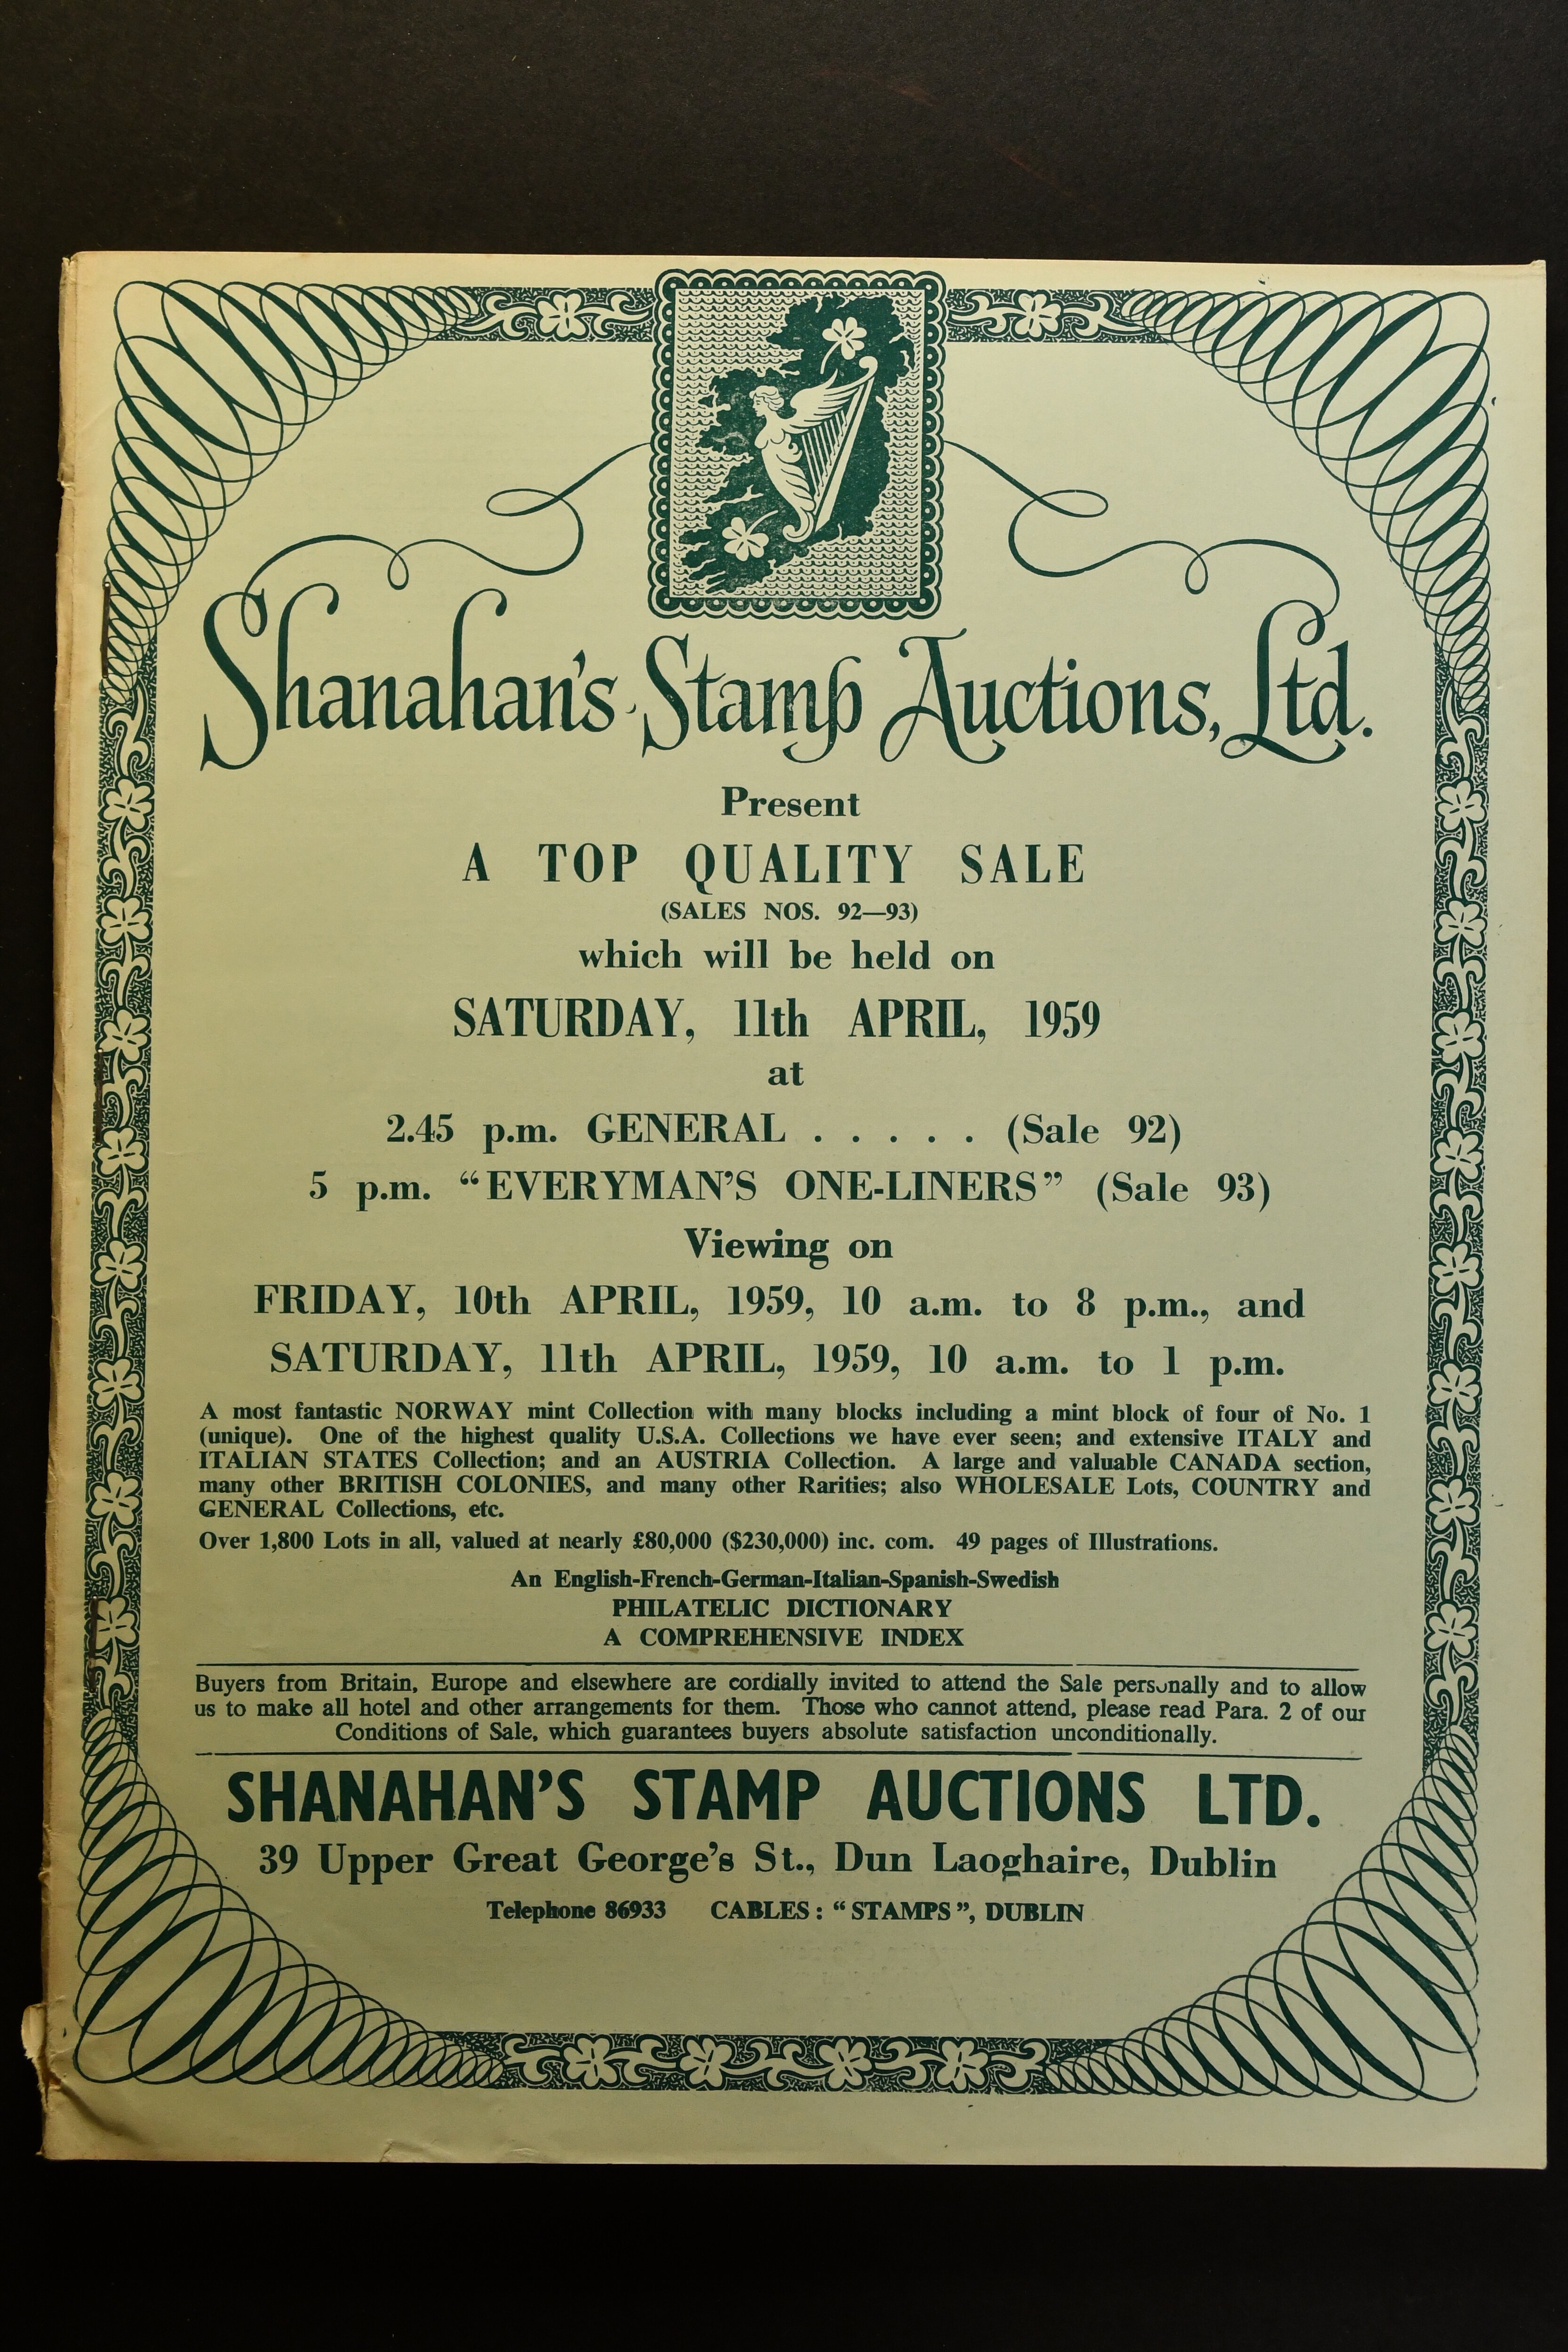 Shanahan's Stamp Auctions, Ltd.
Present
A TOP QUALITY SALE
(SALES NOS. 92—93)
which will be held on
SATURDAY, 11th APRIL, 1959
at
2.45 p.m. GENERAL . . . . . (Sale 92)
5 p.m. “EVERYMAN’S ONE-LINERS” (Sale 93)
Viewing on
FRIDAY, 10th APRIL, 1959, 10 a.m. to 8 p.m., and
SATURDAY, 11th APRIL, 1959, 10 a.m. to 1 p.m.
A most fantastic NORWAY mint Collection with many blocks including a mint block of four of No. 1
(unique). One of the highest quality U.S.A. Collections we have ever seen; and extensive ITALY and
ITALIAN STATES Collection; and an AUSTRIA Collection. A large and valuable CANADA section,
many other BRITISH COLONIES, and many other Rarities; also WHOLESALE Lots, COUNTRY and
GENERAL Collections, etc.
Over 1,800 Lots in all, valued at nearly £80,000 ($230,000) inc. com. 49 pages of Illustrations.
An English-French-German-Italian-Spanish-Swedish
PHILATELIC DICTIONARY
A COMPREHENSIVE INDEX
Buyers from Britain, Europe and elsewhere are cordially invited to attend the Sale personally and to allow
us to make all hotel and other arrangements for them. Those who cannot attend, please read Para. 2 of our
Conditions of Sale, which guarantees buyers absolute satisfaction unconditionally.
SHANAHAN’S STAMP AUCTIONS LTD.
39 Upper Great George’s St., Dun Laoghaire, Dublin
Telephone 86933 CABLES : “ STAMPS ”, DUBLIN